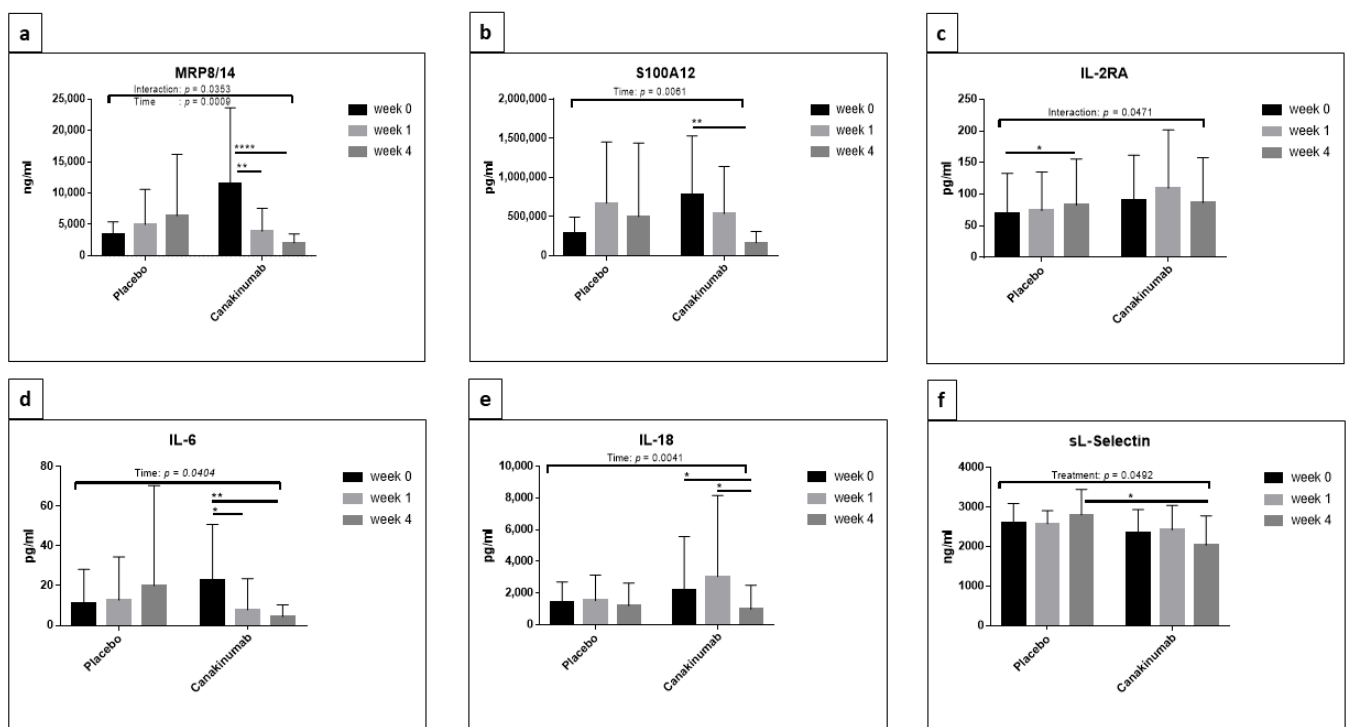 a
MRP8/14
Interaction: p = 0.0353
Time : p = 0.0009
25,000
20,000
15,000
10,000
5,000
0
ng/ml
****
**
Placebo
Canakinumab
week 0
week 1
week 4
b
S100A12
Time: p = 0.0061
2,000,000
1,500,000
1,000,000
500,000
0
pg/ml
**
Placebo
Canakinumab
week 0
week 1
week 4
c
IL-2RA
Interaction: p = 0.0471
250
200
150
100
50
0
pg/ml
*
Placebo
Canakinumab
week 0
week 1
week 4
d
IL-6
Time: p = 0.0404
80
60
40
20
0
pg/ml
**
*
Placebo
Canakinumab
week 0
week 1
week 4
e
IL-18
Time: p = 0.0041
10,000
8,000
6,000
4,000
2,000
0
pg/ml
*
*
Placebo
Canakinumab
week 0
week 1
week 4
f
sL-Selectin
Treatment: p = 0.0492
4000
3000
2000
1000
0
ng/ml
*
Placebo
Canakinumab
week 0
week 1
week 4